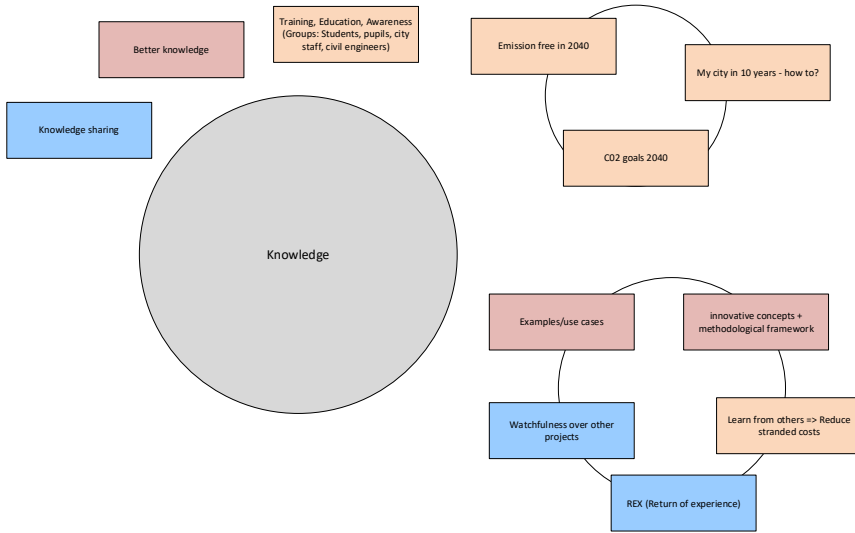 Training, Education, Awareness
(Groups: Students, pupils, city
staff, civil engineers)
Better knowledge
Knowledge sharing
Knowledge
Emission free in 2040
My city in 10 years - how to?
C02 goals 2040
Examples/use cases
innovative concepts +
methodological framework
Watchfulness over other
projects
Learn from others => Reduce
stranded costs
REX (Return of experience)